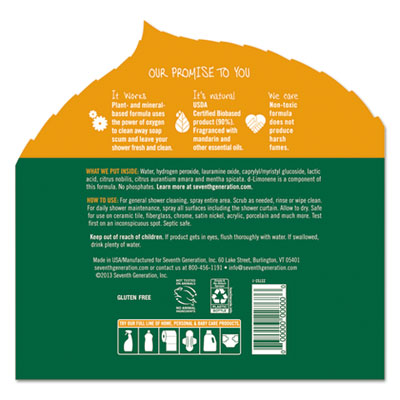 OUR PROMISE TO YOU
It Works
Plant- and mineral-
based formula uses
the power of oxygen
to clean away soap
scum and leave your
shower fresh and clean.
It's natural
USDA
Certified Biobased
product (90%).
Fragranced with
mandarin and
other essential oils.
We care
Non-toxic
formula
does not
produce
harsh
fumes.
WHAT WE PUT INSIDE: Water, hydrogen peroxide, lauramine oxide, caprylyl/myristyl glucoside, lactic
acid, citrus nobilis, citrus aurantium amara and mentha spicata. d-Limonene is a component of
this formula. No phosphates. Learn more at seventhgeneration.com.
HOW TO USE: For general shower cleaning, spray entire area. Scrub as needed, rinse or wipe clean.
For daily shower maintenance, spray all surfaces including the shower curtain. Allow to dry. Safe
for use on ceramic tile, fiberglass, chrome, satin nickel, acrylic, porcelain and much more. Test
first on an inconspicuous spot. Septic safe.
Keep out of reach of children. If product gets in eyes, flush thoroughly with water. If swallowed,
drink plenty of water.
Made in USA/Manufactured for Seventh Generation, Inc. 60 Lake Street, Burlington, VT 05401
seventhgeneration.com or contact us at 800-456-1191 • info@seventhgeneration.com
©2013 Seventh Generation, Inc.
GLUTEN FREE
NOT TESTED
ON ANIMALS
PLASTIC
BOTTLE
TRY OUR FULL LINE OF HOME, PERSONAL & BABY CARE PRODUCTS.